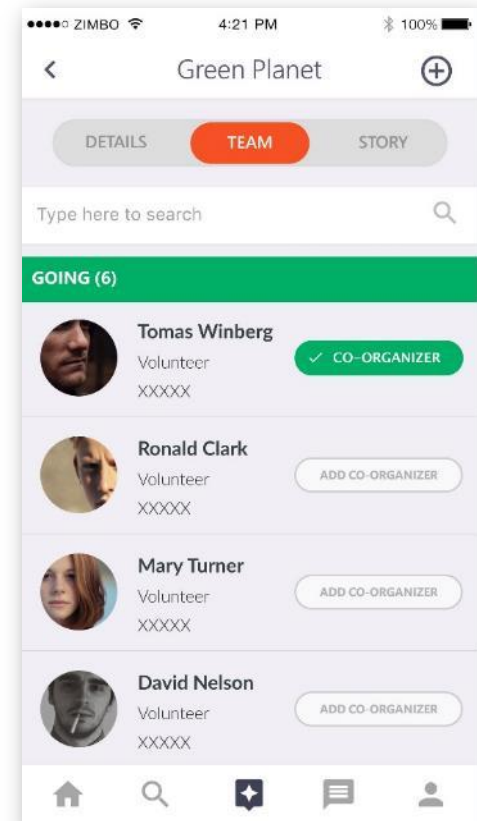 ZIMBO 4:21 PM 100%
Green Planet
DETAILS TEAM STORY
Type here to search
GOING (6)
Tomas Winberg
Volunteer
XXXXX
CO-ORGANIZER
Ronald Clark
Volunteer
XXXXX
ADD CO-ORGANIZER
Mary Turner
Volunteer
XXXXX
ADD CO-ORGANIZER
David Nelson
Volunteer
XXXXX
ADD CO-ORGANIZER